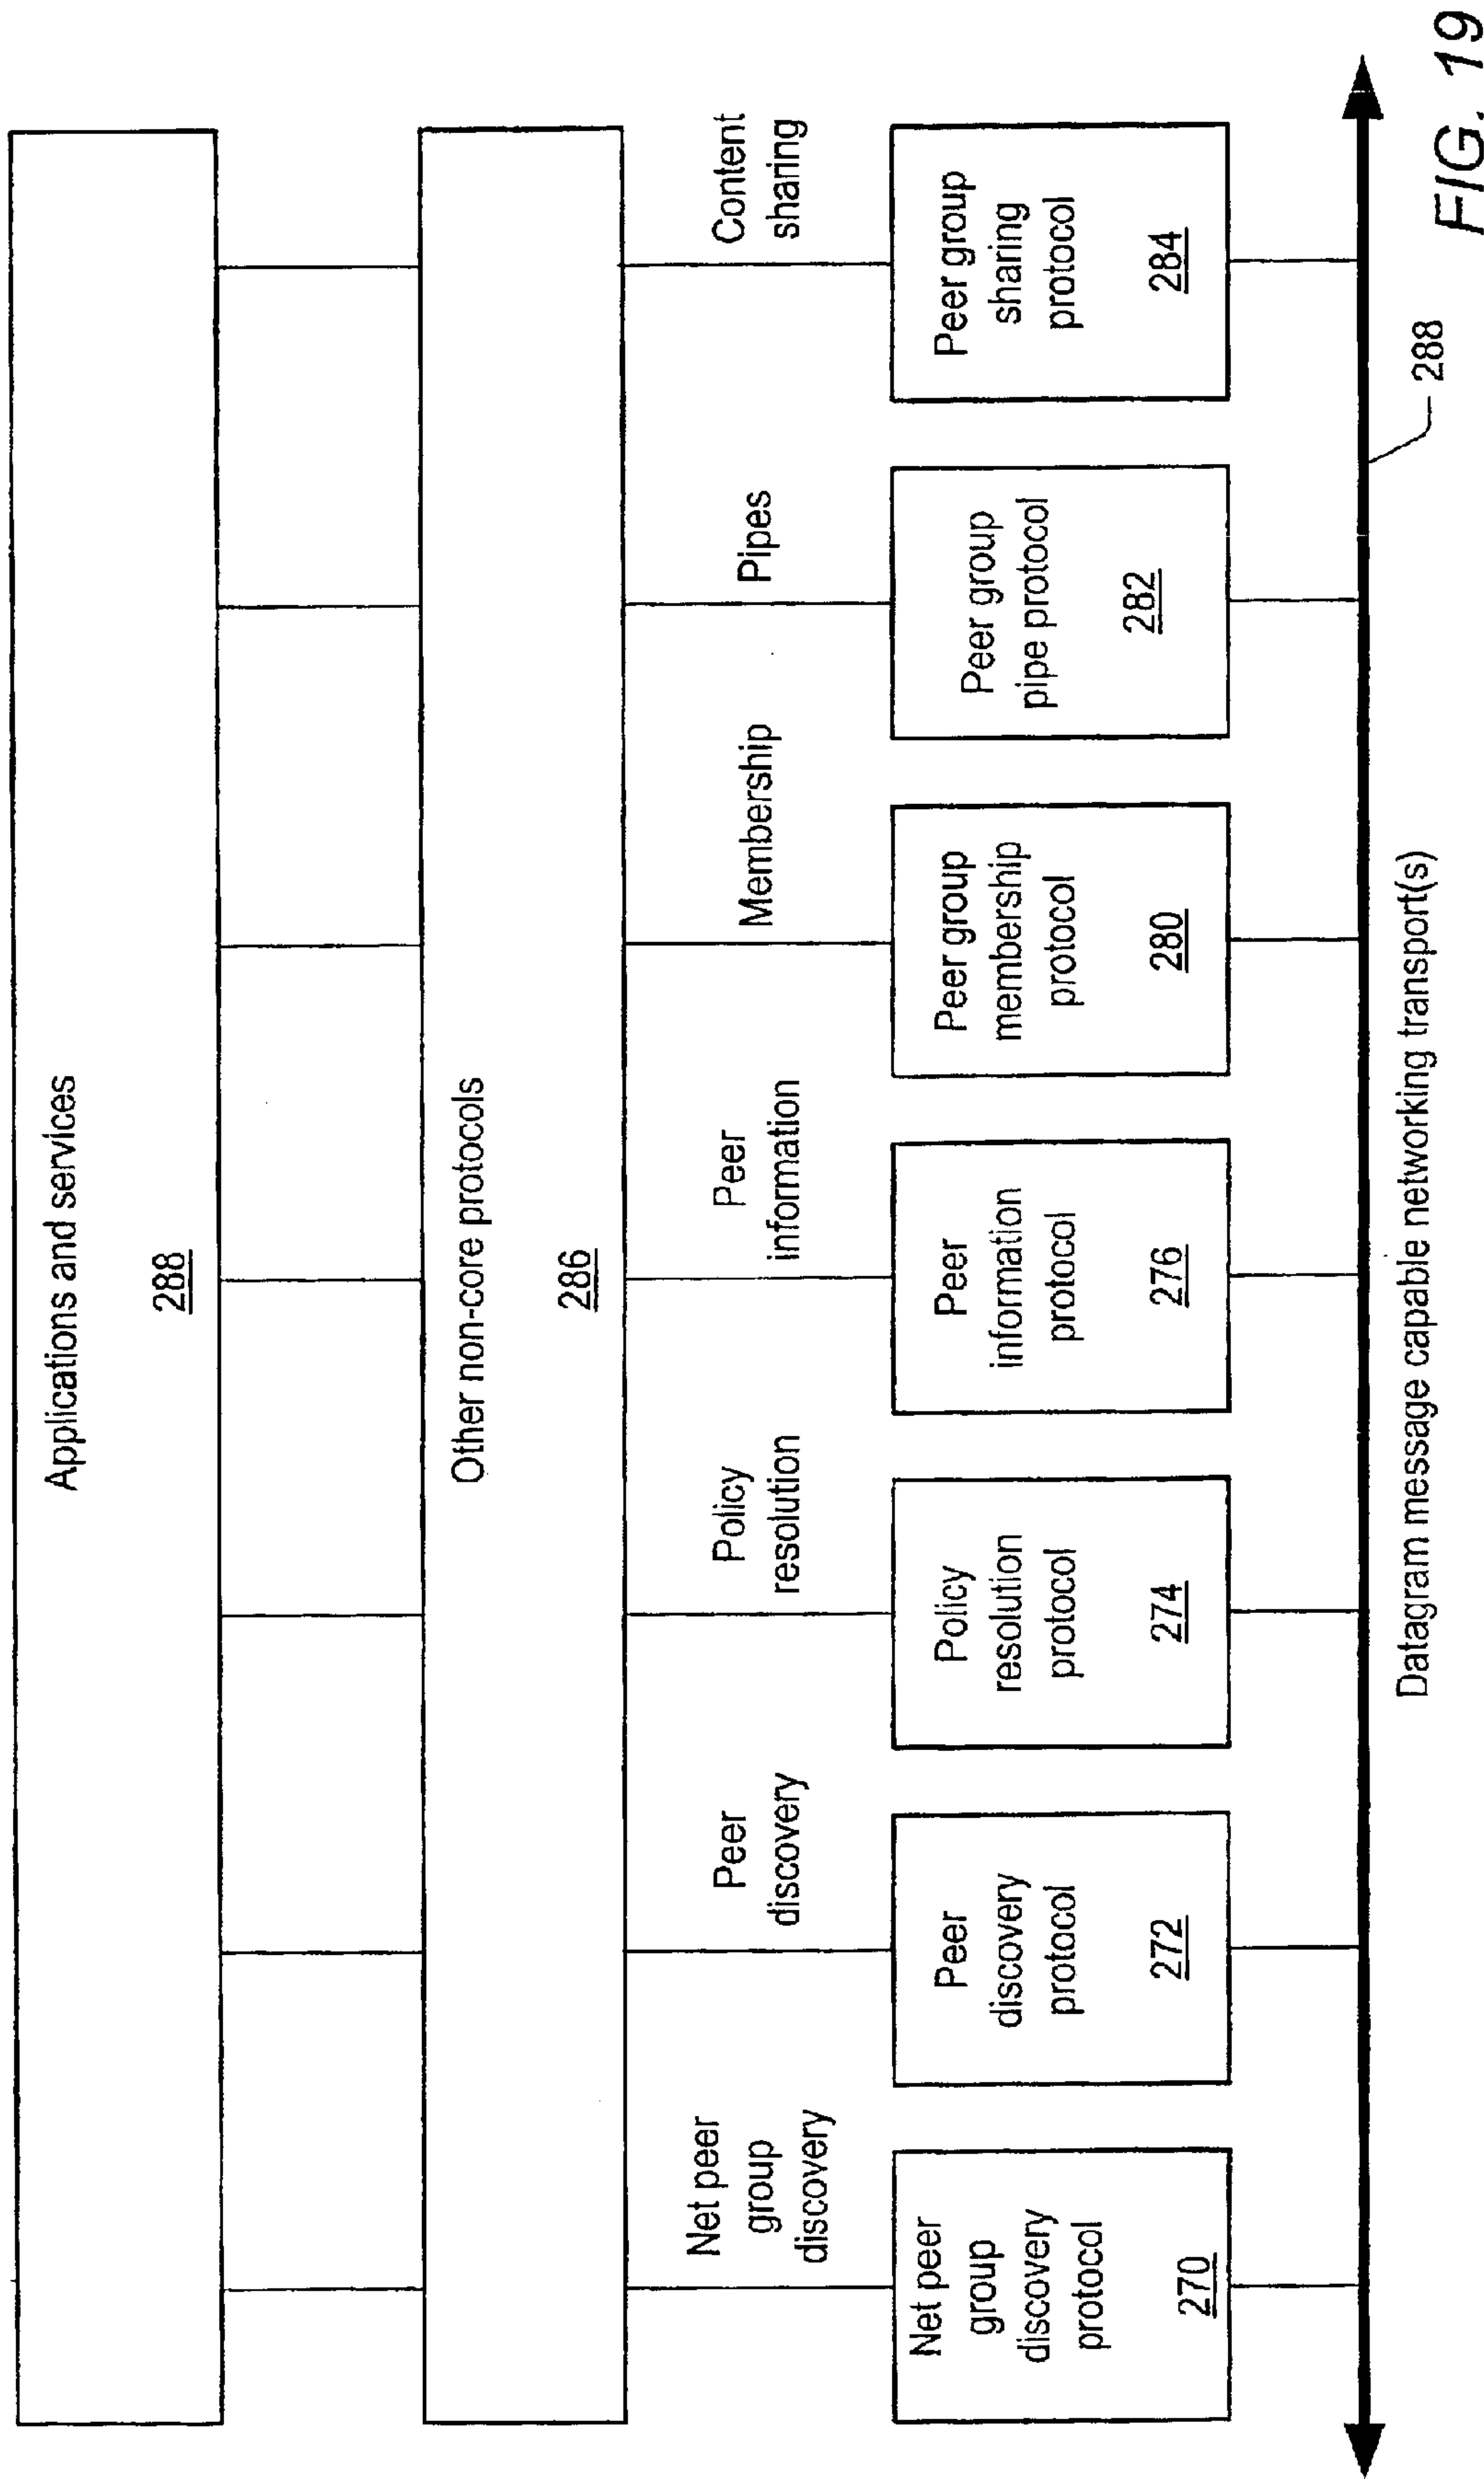 Applications and services
288
Other non-core protocols
286
Net peer
group
discovery
Peer
discovery
Policy
resolution
Peer
information
Membership
Pipes
Content
sharing
Net peer
group
discovery
protocol
270
Peer
discovery
protocol
272
Policy
resolution
protocol
274
Peer
information
protocol
276
Peer group
membership
protocol
280
Peer group
pipe protocol
282
Peer group
sharing
protocol
284
288
Datagram message capable networking transport(s)
FIG. 19